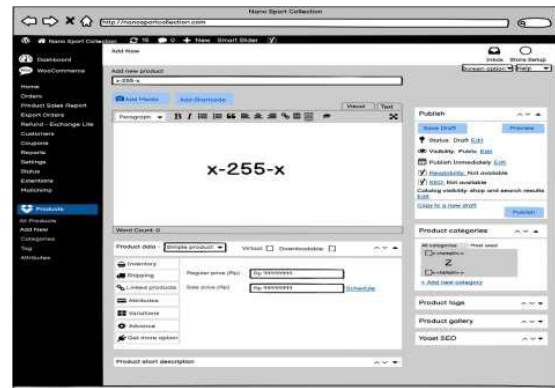 Nano Sport Collection
http://nanosportcollection.com
Nano Sport Collection 19 0 + New Smart Slider
Dashboard
WooCommerce
Home
Orders
Product Sales Report
Export Orders
Refund - Exchange Lite
Customers
Coupons
Reports
Settings
Status
Extentions
Mailchimp
Products
All Products
Add New
Categories
Tag
Attributes
Add New
Inbox Store Setup
Screen option Help
Add new product
x-255-x
Add Media Add Shortcode
Visual Text
Paragraph B I
x-255-x
Word Count: 0
Product data - Simple product Virtual Downloadable
Inventory
Shipping
Linked products
Attributes
Variations
Advance
Get more option
Regular price (Rp) Rp 99999999
Sale price (Rp) Rp 99999999 Schedule
Product short description
Publish
Save Draft Preview
Status: Draft Edit
Visibility: Public Edit
Publish Immediately Edit
Readability: Not available
SEO: Not available
Catalog visibility: shop and search results
Edit
Copy to a new draft
Publish
Product categories
All categories Most used
2
+ Add new category
Product tags
Product gallery
Yoast SEO